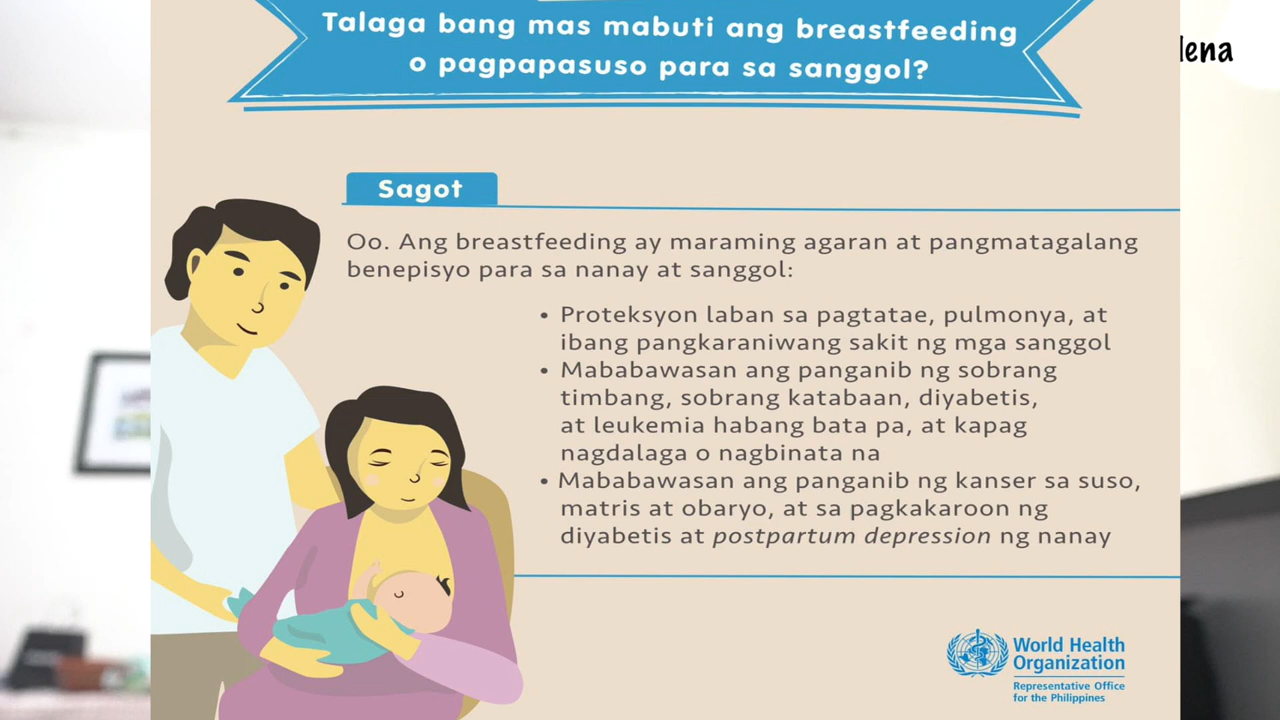 Talaga bang mas mabuti ang breastfeeding
o pagpapasuso para sa sanggol?
Sagot
Oo. Ang breastfeeding ay maraming agaran at pangmatagalang
benepisyo para sa nanay at sanggol:
• Proteksyon laban sa pagtatae, pulmonya, at
ibang pangkaraniwang sakit ng mga sanggol
• Mababawasan ang panganib ng sobrang
timbang, sobrang katabaan, diyabetis,
at leukemia habang bata pa, at kapag
nagdalaga o nagbinata na
• Mababawasan ang panganib ng kanser sa suso,
matris at obaryo, at sa pagkakaroon ng
diyabetis at postpartum depression ng nanay
World Health
Organization
Representative Office
for the Philippines